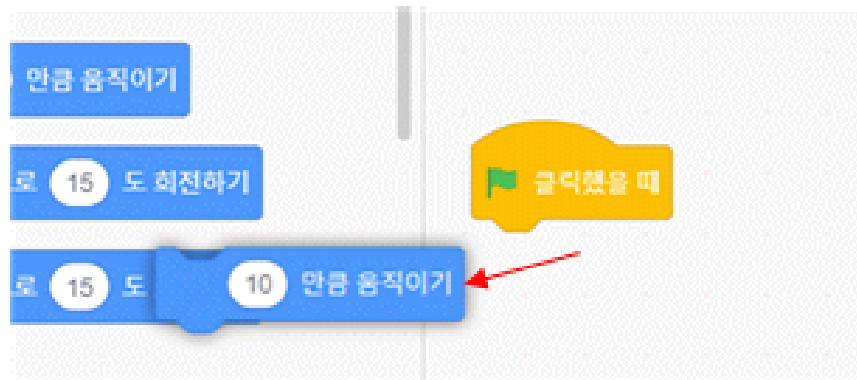 만큼 움직이기
로 15 도 회전하기
클릭했을 때
로 15 도
10 만큼 움직이기